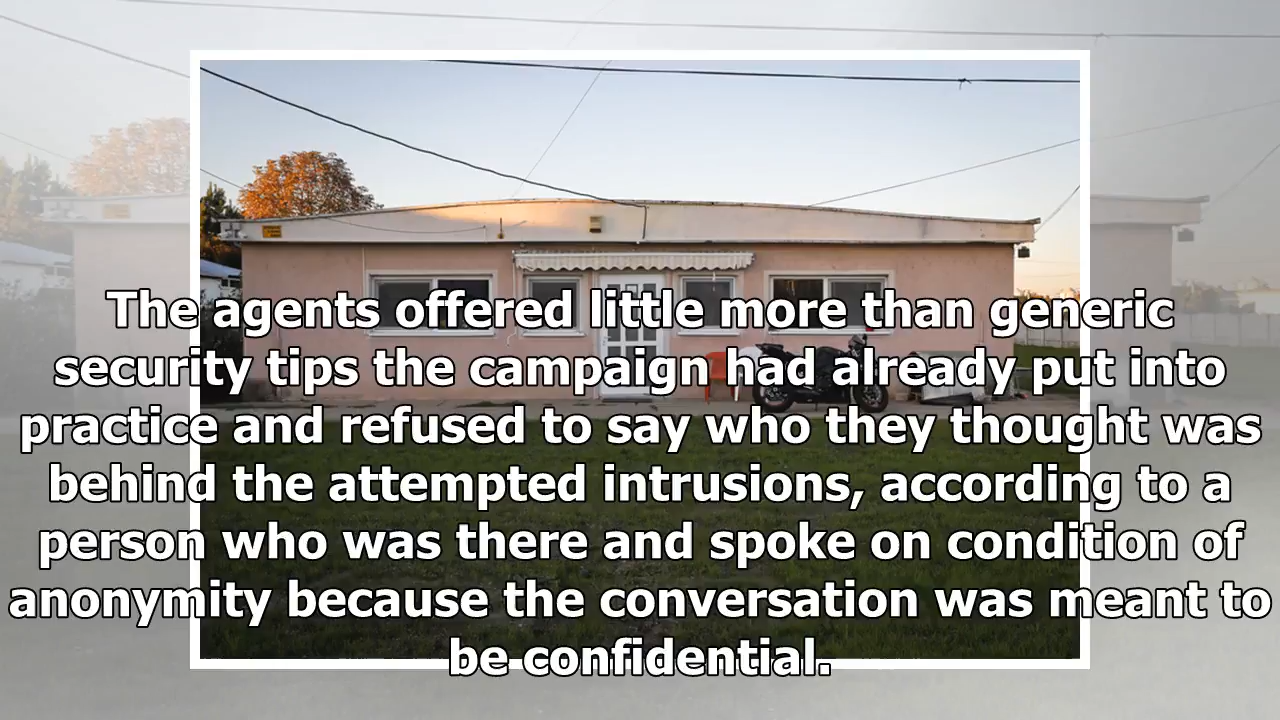 The agents offered little more than generic
security tips the campaign had already put into
practice and refused to say who they thought was
behind the attempted intrusions, according to a
person who was there and spoke on condition of
anonymity because the conversation was meant to
be confidential.